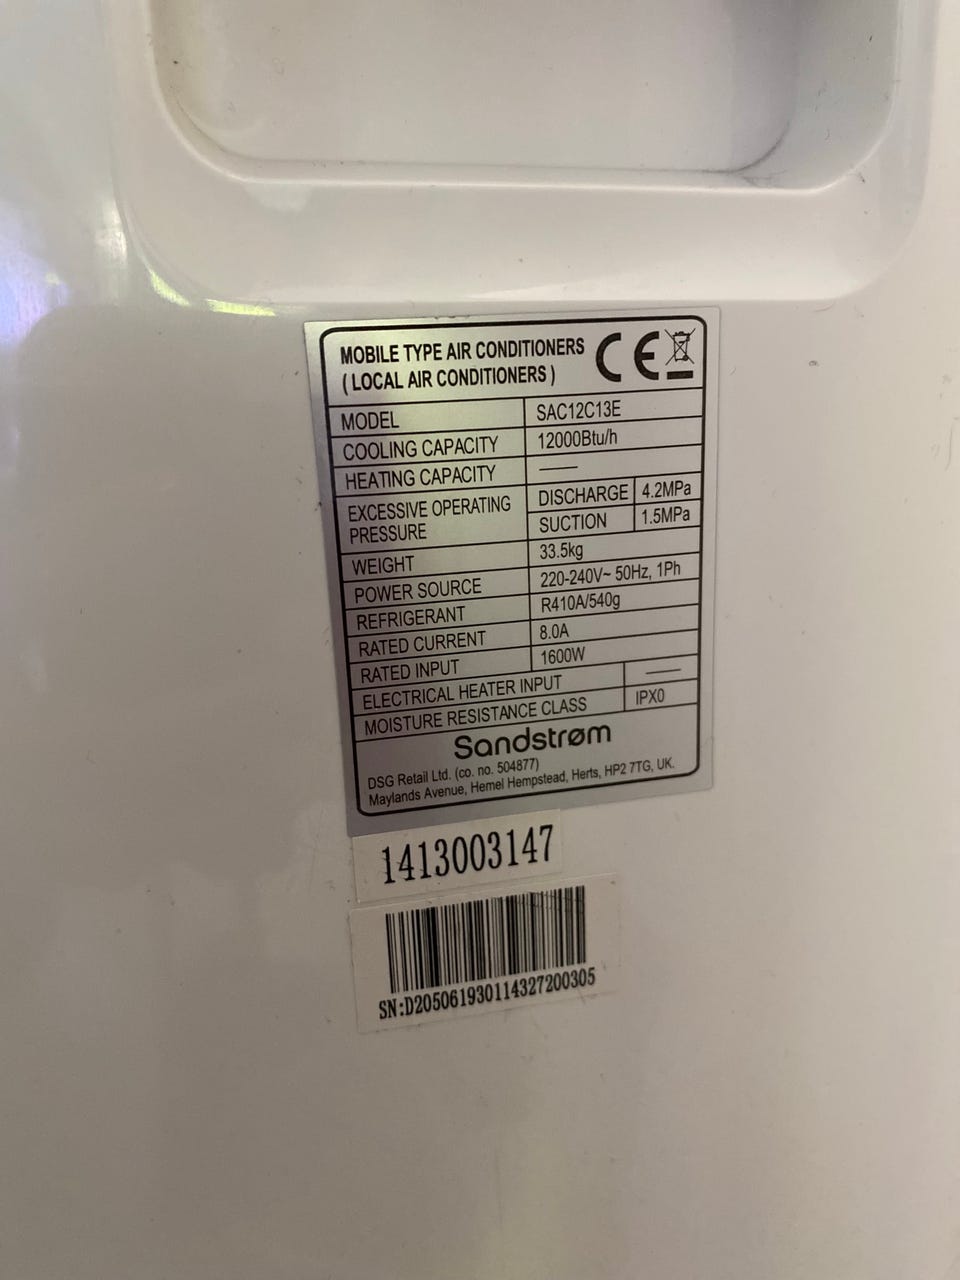 MOBILE TYPE AIR CONDITIONERS
( LOCAL AIR CONDITIONERS )
CE
MODEL SAC12C13E
COOLING CAPACITY 12000Btu/h
HEATING CAPACITY ——
EXCESSIVE OPERATING PRESSURE DISCHARGE 4.2MPa
SUCTION 1.5MPa
WEIGHT 33.5kg
POWER SOURCE 220-240V~ 50Hz, 1Ph
REFRIGERANT R410A/540g
RATED CURRENT 8.0A
RATED INPUT 1600W
ELECTRICAL HEATER INPUT ——
MOISTURE RESISTANCE CLASS IPX0
Sandstrøm
DSG Retail Ltd. (co. no. 504877)
Maylands Avenue, Hemel Hempstead, Herts, HP2 7TG, UK.
1413003147
SN:D205061930114327200305